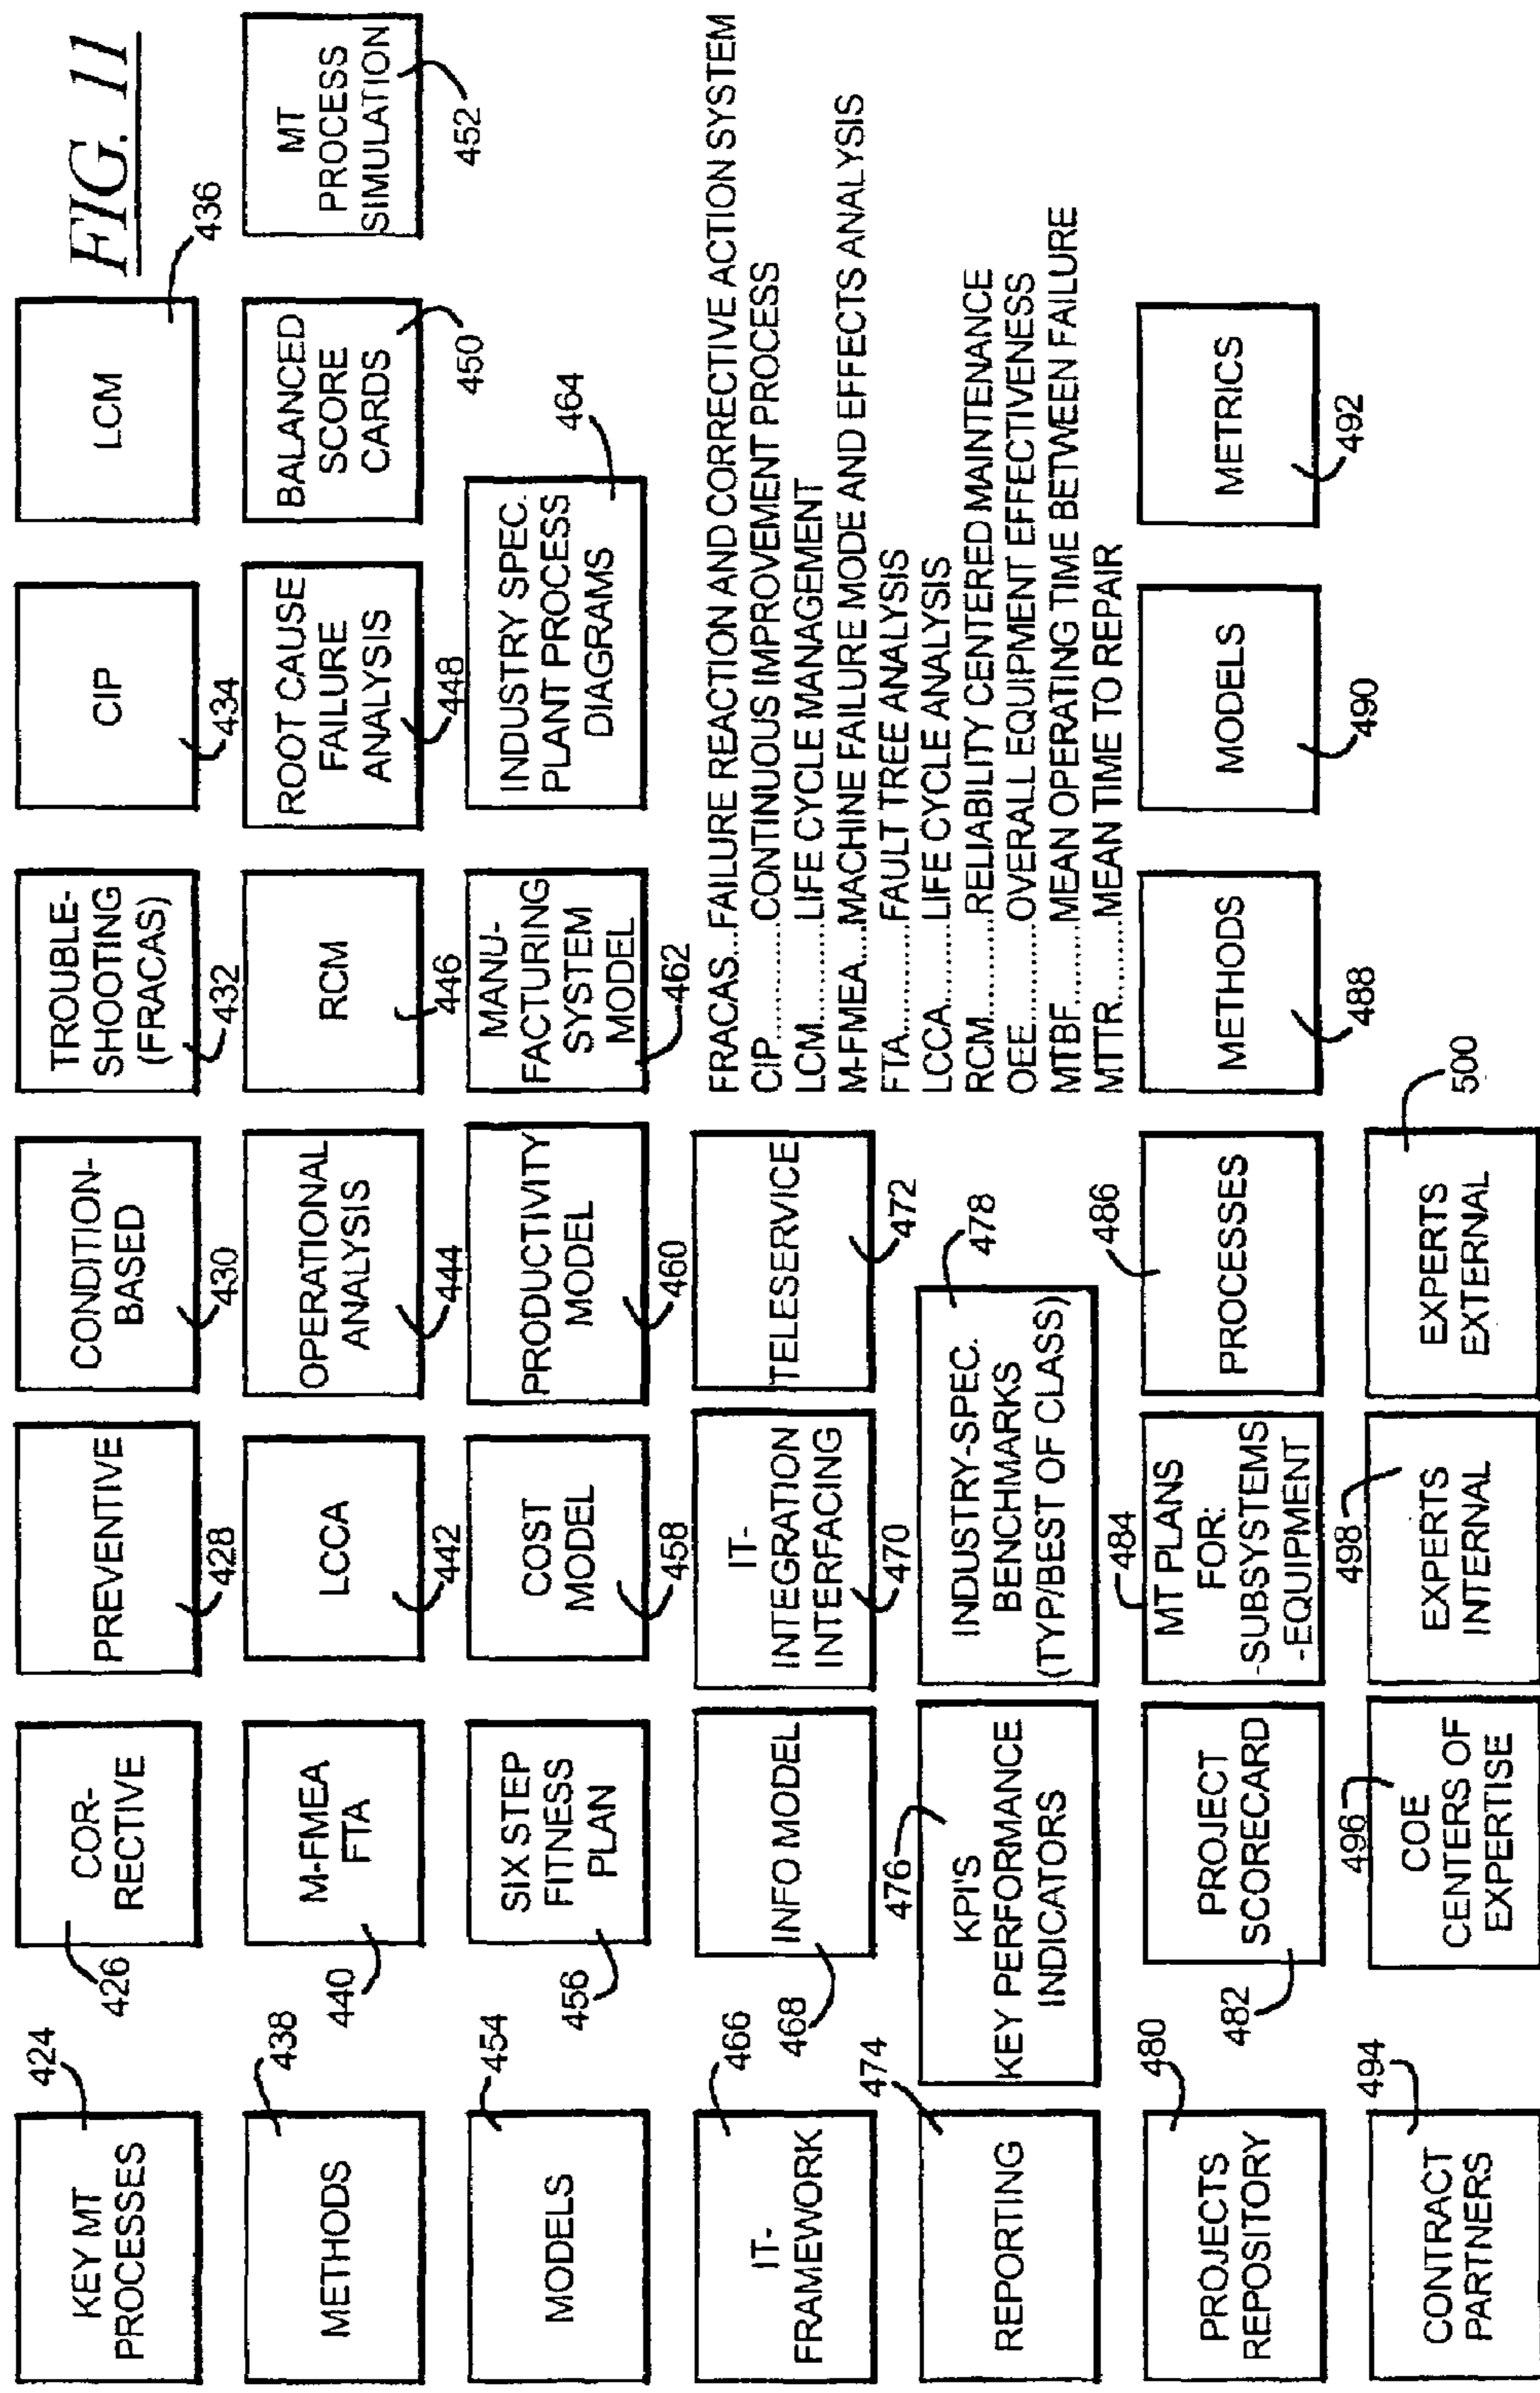 FIG. 11
424
KEY MT
PROCESSES
426
COR-
RECTIVE
PREVENTIVE
428
CONDITION-
BASED
430
TROUBLE-
SHOOTING
(FRACAS)
432
CIP
434
LCM
436
438
METHODS
440
M-FMEA
FTA
LCCA
442
OPERATIONAL
ANALYSIS
444
RCM
446
ROOT CAUSE
FAILURE
ANALYSIS
448
BALANCED
SCORE
CARDS
450
MT
PROCESS
SIMULATION
452
454
MODELS
456
SIX STEP
FITNESS
PLAN
COST
MODEL
458
PRODUCTIVITY
MODEL
460
MANU-
FACTURING
SYSTEM
MODEL
462
INDUSTRY SPEC.
PLANT PROCESS
DIAGRAMS
464
466
IT-
FRAMEWORK
468
INFO MODEL
IT-
INTEGRATION
INTERFACING
470
TELESERVICE
472
FRACAS...FAILURE REACTION AND CORRECTIVE ACTION SYSTEM
CIP...........CONTINUOUS IMPROVEMENT PROCESS
LCM..........LIFE CYCLE MANAGEMENT
M-FMEA....MACHINE FAILURE MODE AND EFFECTS ANALYSIS
FTA...........FAULT TREE ANALYSIS
LCCA........LIFE CYCLE ANALYSIS
RCM..........RELIABILITY CENTERED MAINTENANCE
OEE...........OVERALL EQUIPMENT EFFECTIVENESS
MTBF........MEAN OPERATING TIME BETWEEN FAILURE
MTTR........MEAN TIME TO REPAIR
474
REPORTING
476
KPI'S
KEY PERFORMANCE
INDICATORS
478
INDUSTRY-SPEC.
BENCHMARKS
(TYP/BEST OF CLASS)
480
PROJECTS
REPOSITORY
482
PROJECT
SCORECARD
484
MT PLANS
FOR:
-SUBSYSTEMS
-EQUIPMENT
486
PROCESSES
METHODS
488
MODELS
490
METRICS
492
494
CONTRACT
PARTNERS
496
COE
CENTERS OF
EXPERTISE
498
EXPERTS
INTERNAL
500
EXPERTS
EXTERNAL